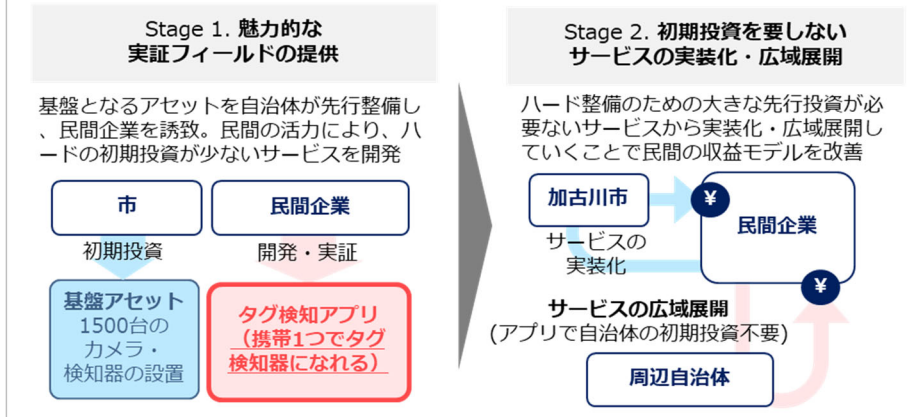 Stage 1. 魅力的な
実証フィールドの提供
基盤となるアセットを自治体が先行整備し
、民間企業を誘致。民間の活力により、ハ
ードの初期投資が少ないサービスを開発
市
民間企業
初期投資
開発・実証
基盤アセット
1500台の
カメラ・
検知器の設置
タグ検知アプリ
（携帯1つでタグ
検知器になれる）
Stage 2. 初期投資を要しない
サービスの実装化・広域展開
ハード整備のための大きな先行投資が必
要ないサービスから実装化・広域展開し
ていくことで民間の収益モデルを改善
加古川市
¥
民間企業
サービスの
実装化
¥
サービスの広域展開
(アプリで自治体の初期投資不要)
周辺自治体